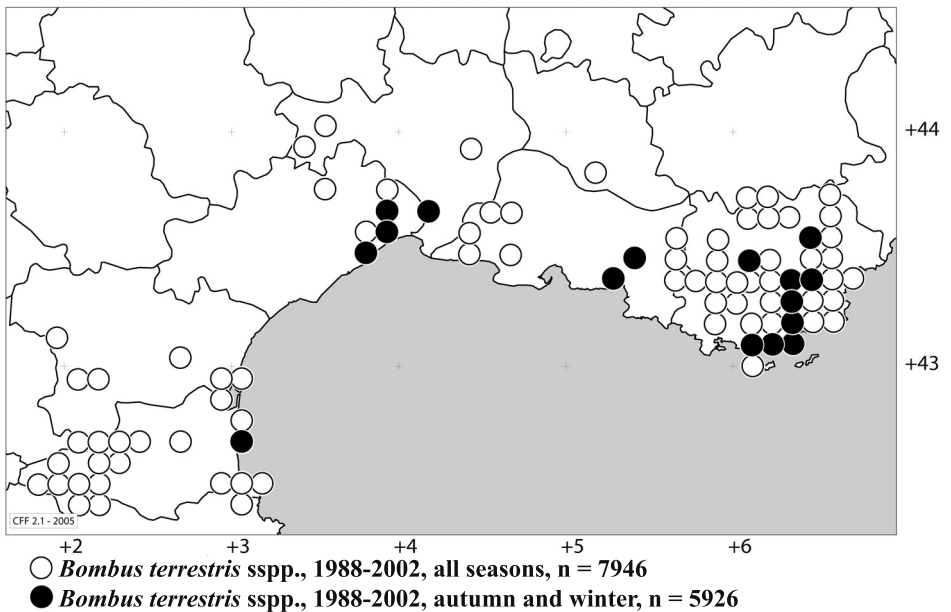 +44
+43
CFF 2.1 - 2005
+2 +3 +4 +5 +6
Bombus terrestris sspp., 1988-2002, all seasons, n = 7946
Bombus terrestris sspp., 1988-2002, autumn and winter, n = 5926